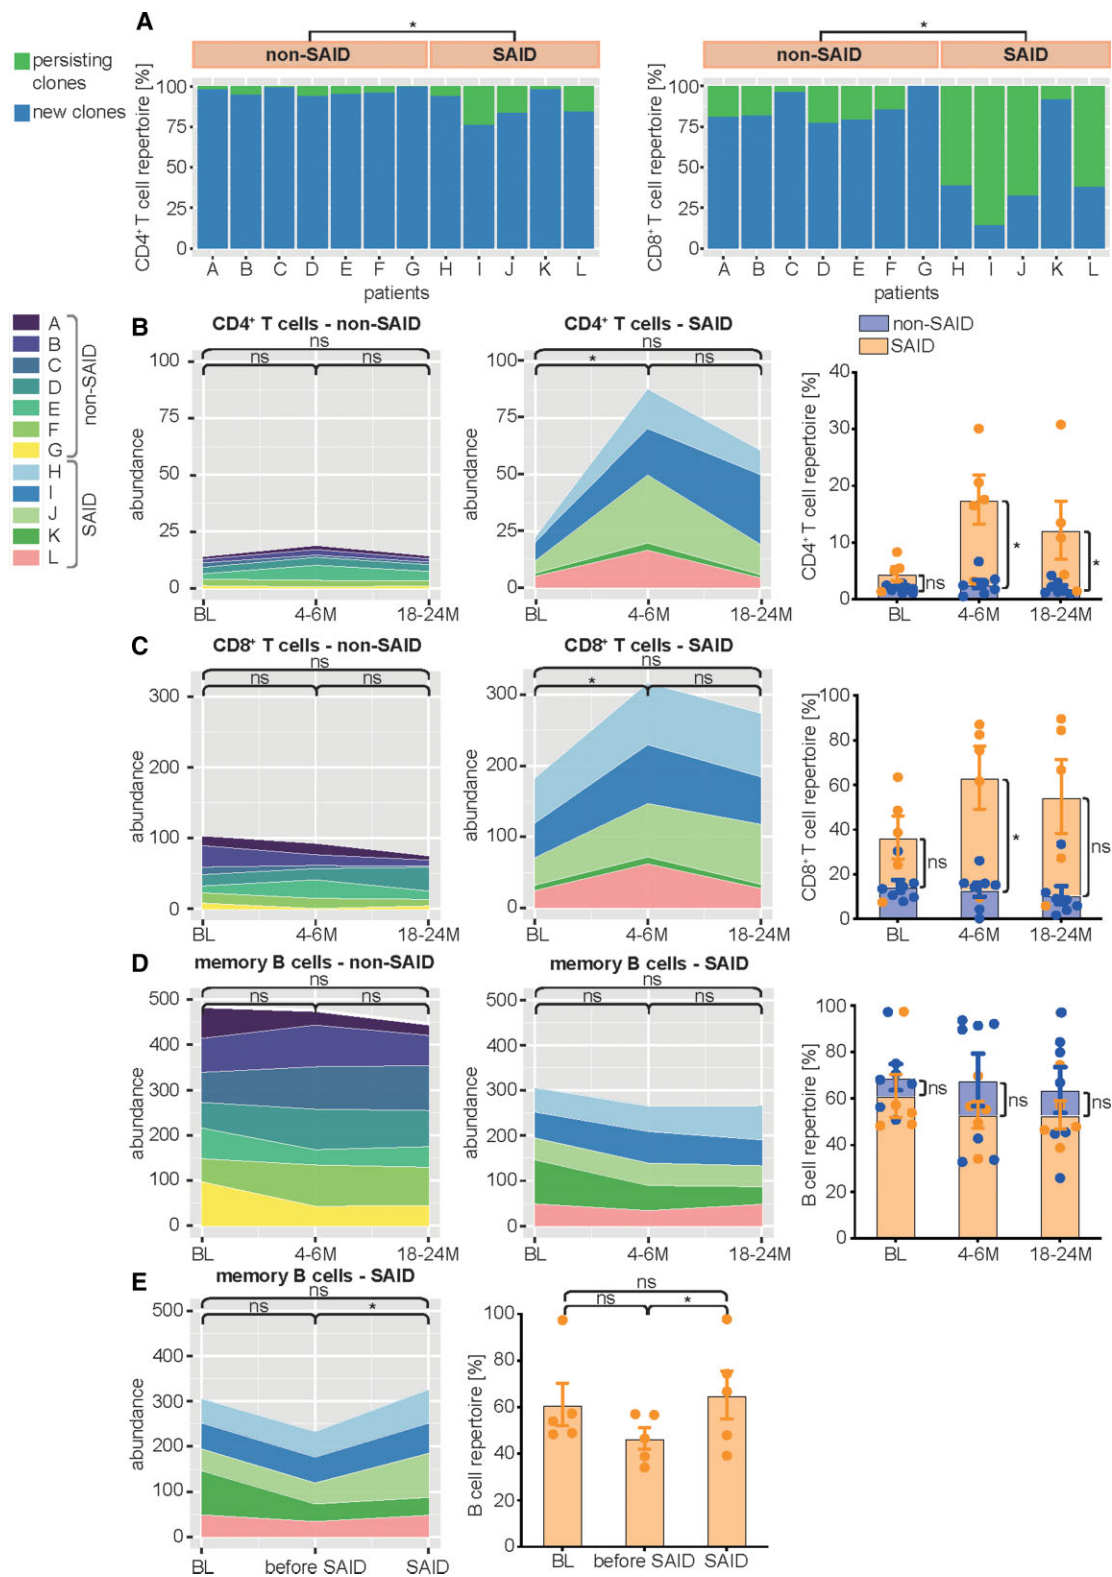 A
*
*
non-SAID
SAID
non-SAID
SAID
persisting
clones
new clones
CD4+ T cell repertoire [%]
100
75
50
25
0
A B C D E F G H I J K L
patients
CD8+ T cell repertoire [%]
100
75
50
25
0
A B C D E F G H I J K L
patients
A
B
C
D
E
F
G
H
I
J
K
L
non-SAID
SAID
B
CD4+ T cells - non-SAID
ns
ns
ns
abundance
100
75
50
25
0
BL 4-6M 18-24M
CD4+ T cells - SAID
ns
*
ns
abundance
100
75
50
25
0
BL 4-6M 18-24M
non-SAID
SAID
CD4+ T cell repertoire [%]
40
30
20
10
0
ns
*
*
BL 4-6M 18-24M
C
CD8+ T cells - non-SAID
ns
ns
ns
abundance
300
200
100
0
BL 4-6M 18-24M
CD8+ T cells - SAID
ns
*
ns
abundance
300
200
100
0
BL 4-6M 18-24M
CD8+ T cell repertoire [%]
100
80
60
40
20
0
ns
*
ns
BL 4-6M 18-24M
D
memory B cells - non-SAID
ns
ns
ns
abundance
500
400
300
200
100
0
BL 4-6M 18-24M
memory B cells - SAID
ns
ns
ns
abundance
500
400
300
200
100
0
BL 4-6M 18-24M
B cell repertoire [%]
100
80
60
40
20
0
ns
ns
ns
BL 4-6M 18-24M
E
memory B cells - SAID
ns
ns
*
abundance
500
400
300
200
100
0
BL before SAID SAID
ns
ns
*
B cell repertoire [%]
100
80
60
40
20
0
BL before SAID SAID